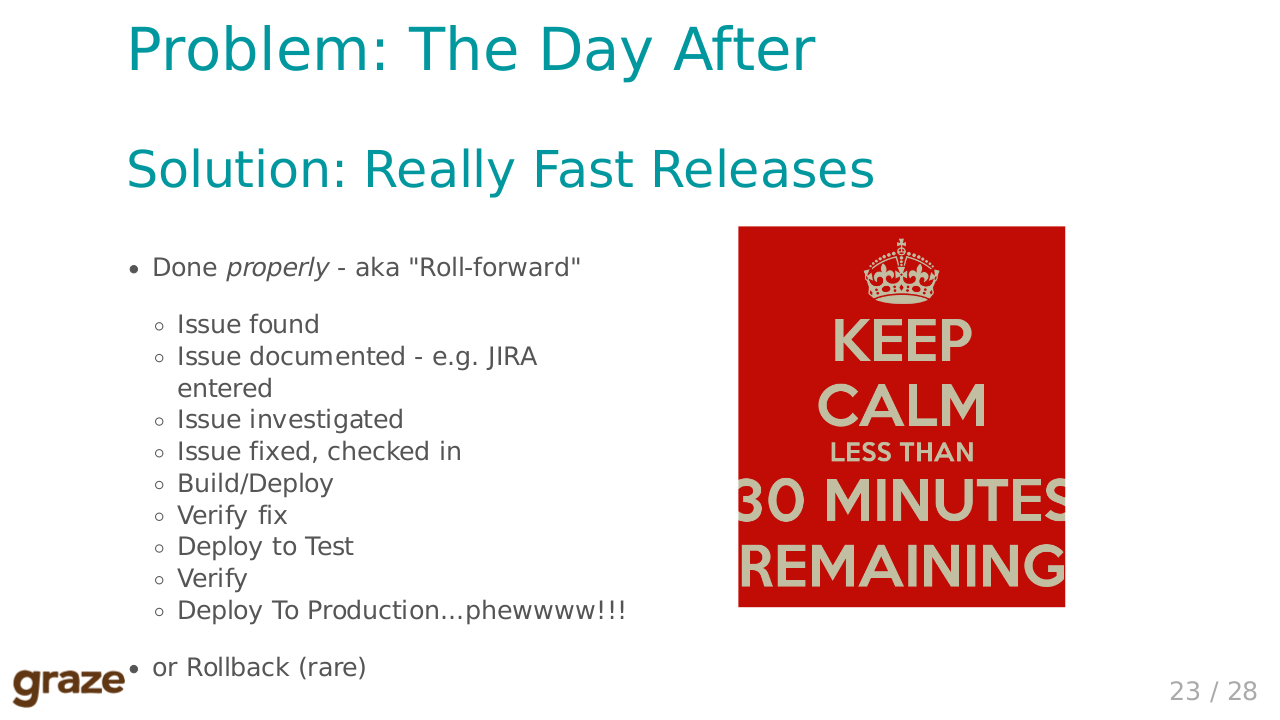 Problem: The Day After
Solution: Really Fast Releases
• Done properly - aka "Roll-forward"
◦ Issue found
◦ Issue documented - e.g. JIRA
entered
◦ Issue investigated
◦ Issue fixed, checked in
◦ Build/Deploy
◦ Verify fix
◦ Deploy to Test
◦ Verify
◦ Deploy To Production...phewwww!!!
• or Rollback (rare)
KEEP
CALM
LESS THAN
30 MINUTES
REMAINING
graze
23 / 28